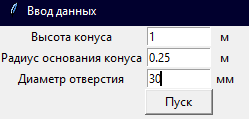 Ввод данных
Высота конуса 1 м
Радиус основания конуса 0.25 м
Диаметр отверстия 30 мм
Пуск